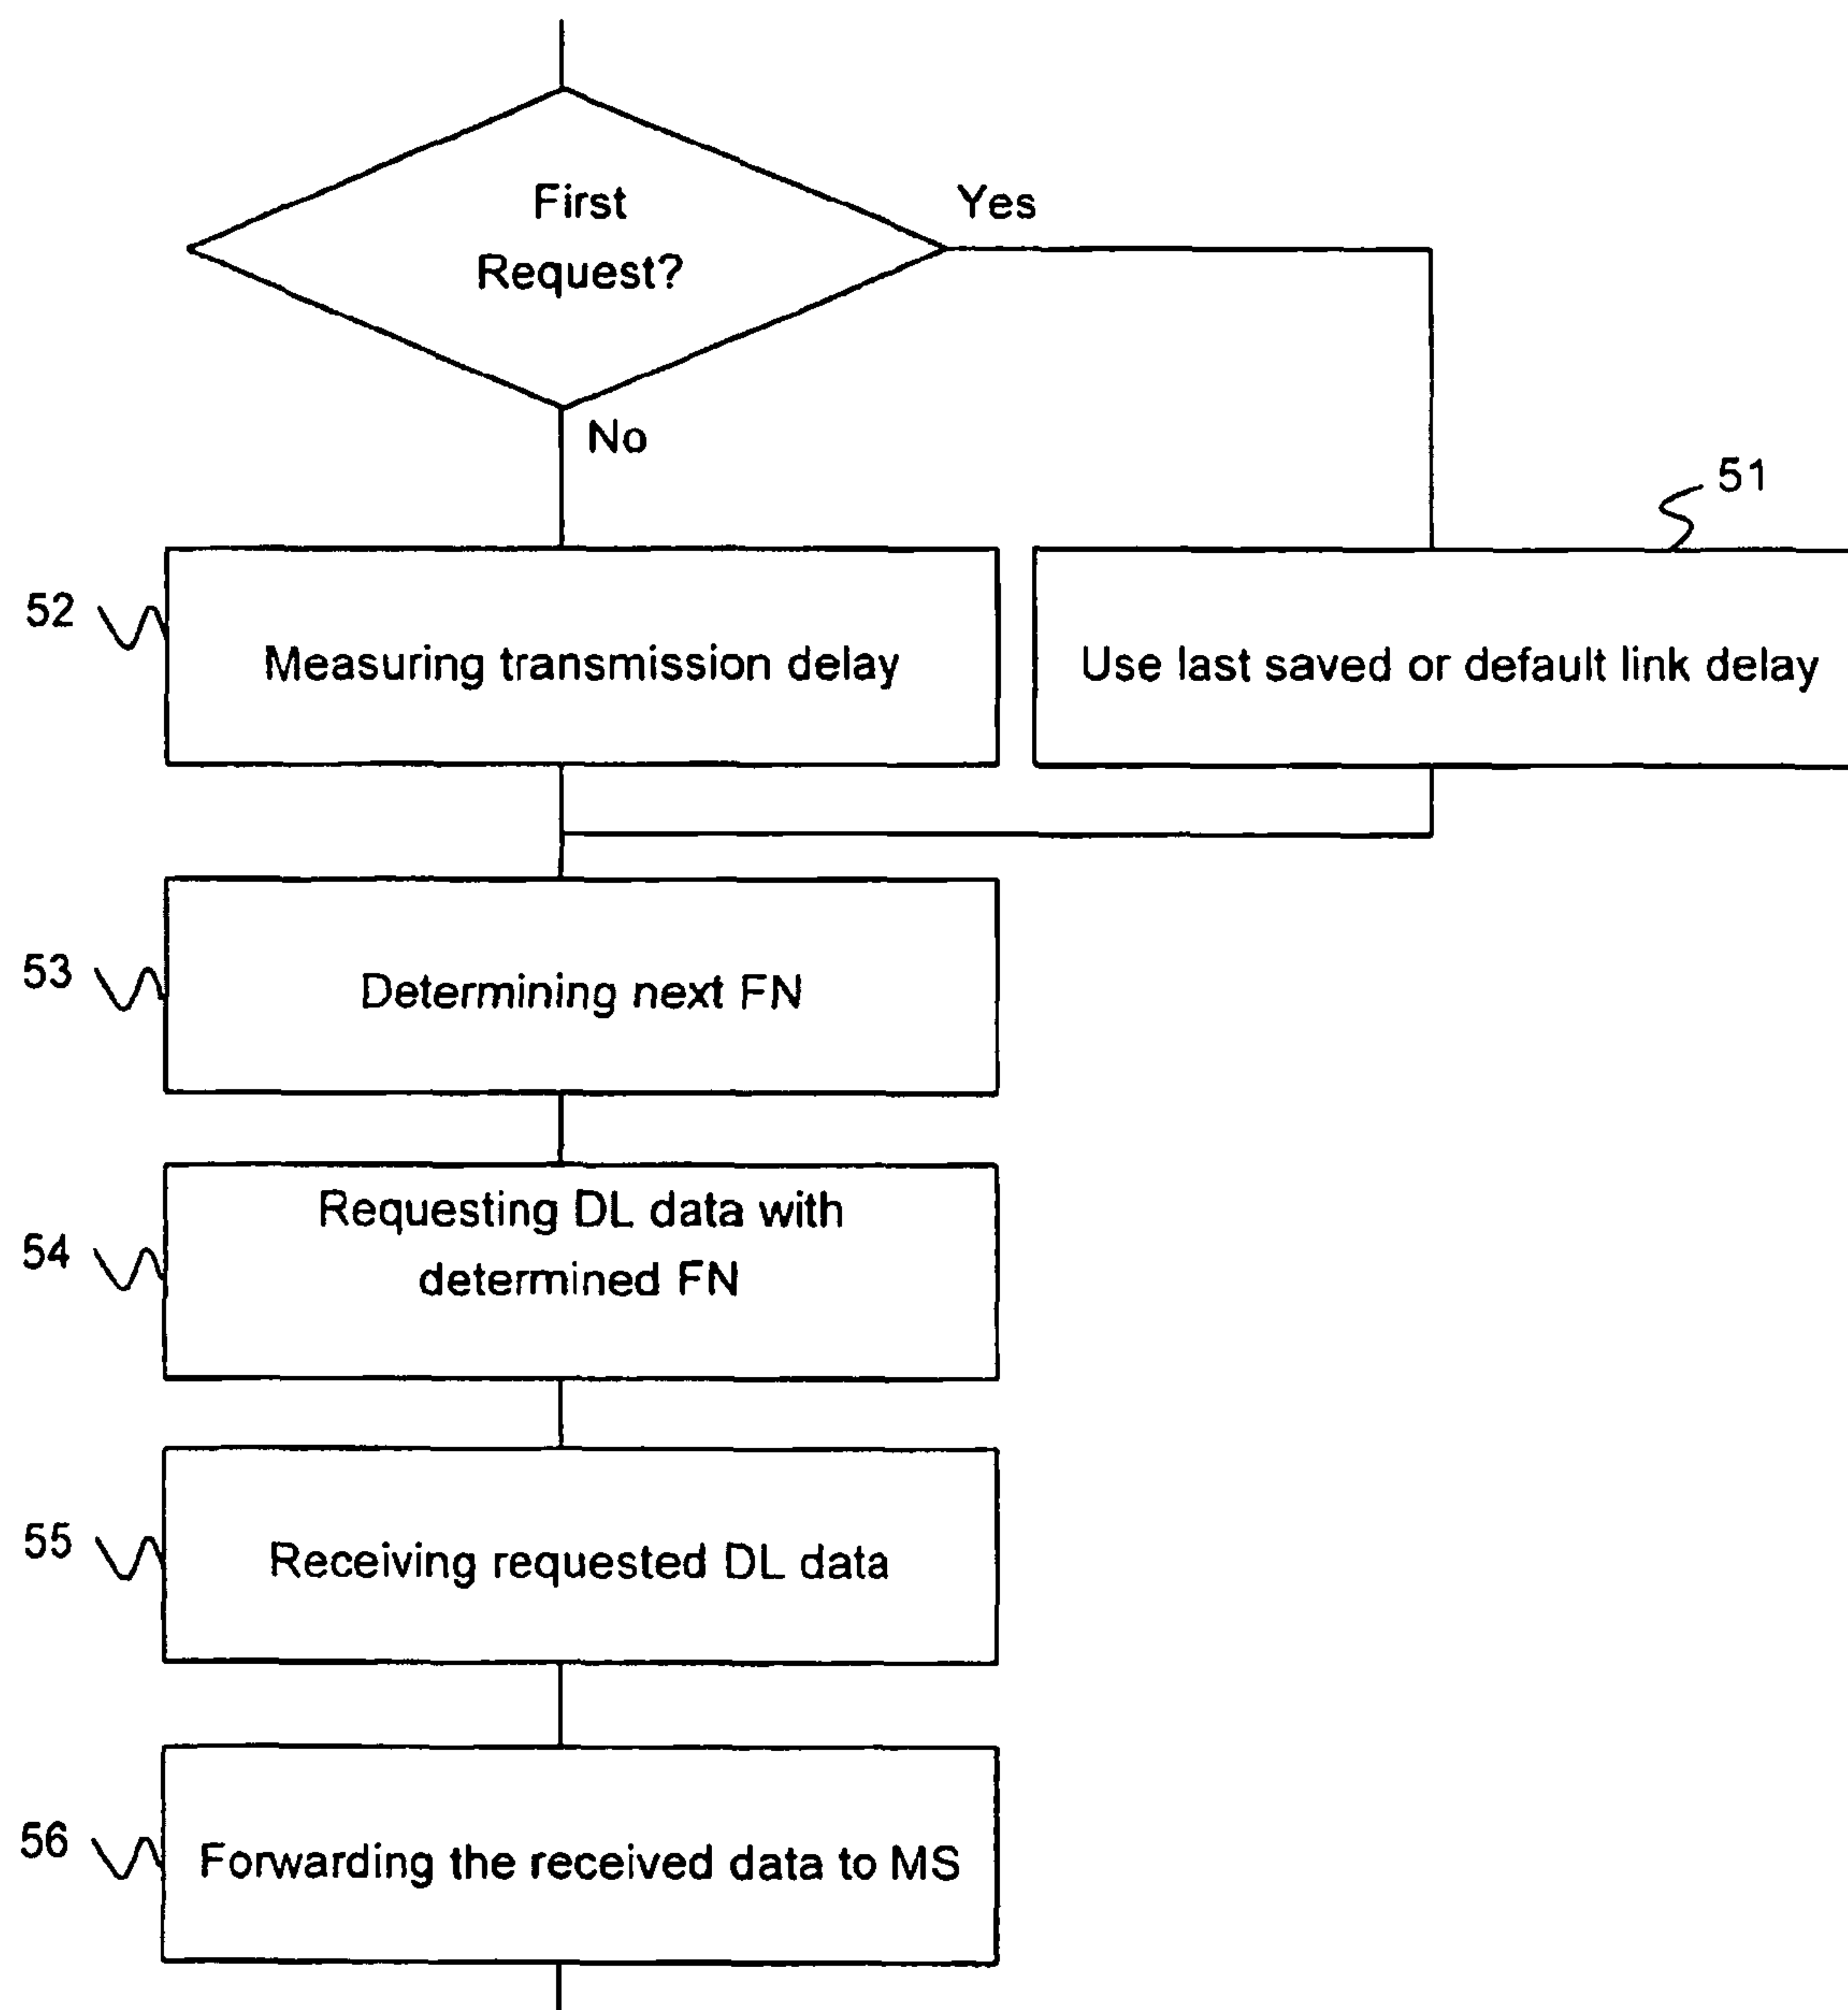 First
Request?
Yes
No
51
52
Measuring transmission delay
Use last saved or default link delay
53
Determining next FN
54
Requesting DL data with
determined FN
55
Receiving requested DL data
56
Forwarding the received data to MS